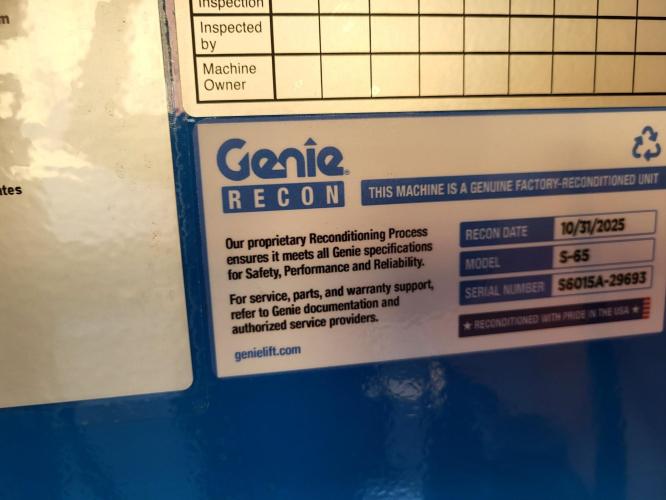 m
Inspection
Inspected
by
Machine
Owner
ates
Genie
RECON
THIS MACHINE IS A GENUINE FACTORY-RECONDITIONED UNIT
Our proprietary Reconditioning Process
ensures it meets all Genie specifications
for Safety, Performance and Reliability.
For service, parts, and warranty support,
refer to Genie documentation and
authorized service providers.
genielift.com
RECON DATE 10/31/2025
MODEL S-65
SERIAL NUMBER S6015A-29693
★ RECONDITIONED WITH PRIDE IN THE USA ★